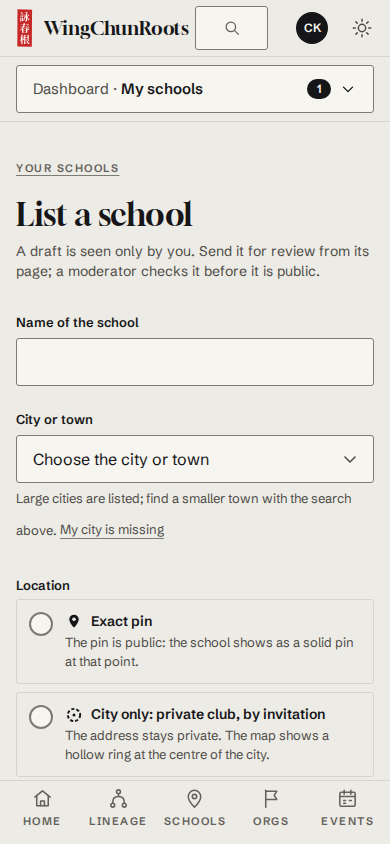 詠春根
WingChunRoots
CK
Dashboard · My schools
1
YOUR SCHOOLS
List a school
A draft is seen only by you. Send it for review from its
page; a moderator checks it before it is public.
Name of the school
City or town
Choose the city or town
Large cities are listed; find a smaller town with the search
above. My city is missing
Location
Exact pin
The pin is public: the school shows as a solid pin
at that point.
City only: private club, by invitation
The address stays private. The map shows a
hollow ring at the centre of the city.
HOME
LINEAGE
SCHOOLS
ORGS
EVENTS